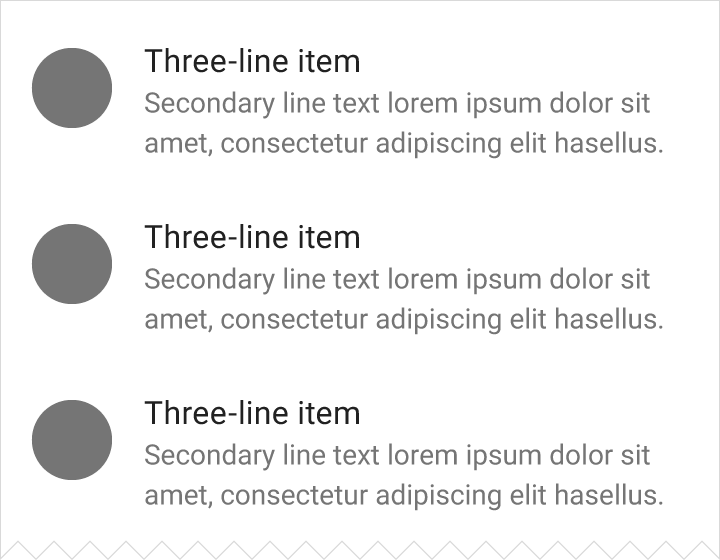 Three-line item
Secondary line text lorem ipsum dolor sit
amet, consectetur adipiscing elit hasellus.
Three-line item
Secondary line text lorem ipsum dolor sit
amet, consectetur adipiscing elit hasellus.
Three-line item
Secondary line text lorem ipsum dolor sit
amet, consectetur adipiscing elit hasellus.